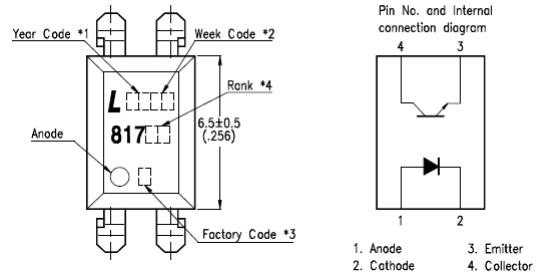 Year Code *1
Week Code *2
L
Rank *4
817
6.5±0.5
(.256)
Anode
Factory Code *3
Pin No. and Internal
connection diagram
4 3
1 2
1. Anode 3. Emitter
2. Cathode 4. Collector